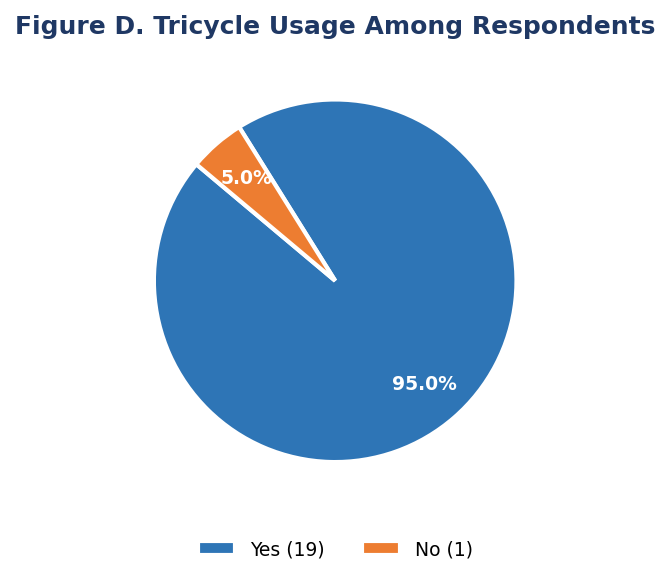 Figure D. Tricycle Usage Among Respondents
5.0%
95.0%
Yes (19) No (1)